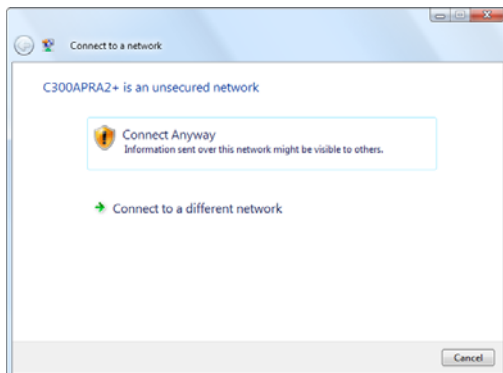 Connect to a network
C300APRA2+ is an unsecured network
Connect Anyway
Information sent over this network might be visible to others.
Connect to a different network
Cancel